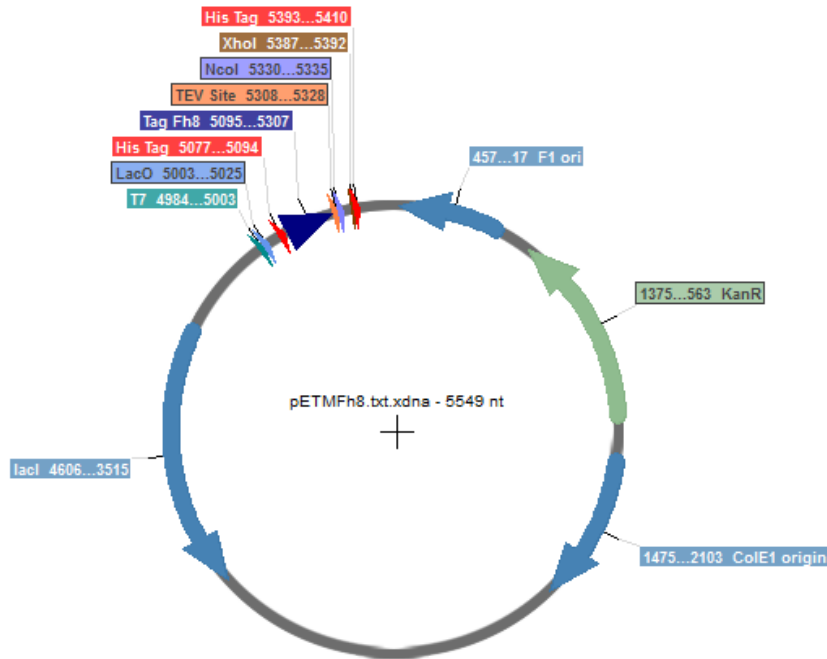 His Tag 5393...5410
XhoI 5387...5392
NcoI 5330...5335
TEV Site 5308...5328
Tag Fh8 5095...5307
His Tag 5077...5094
LacO 5003...5025
T7 4984...5003
457...17 F1 ori
1375...563 KanR
pETMFh8.txt.xdna - 5549 nt
lacI 4606...3515
1475...2103 ColE1 origin